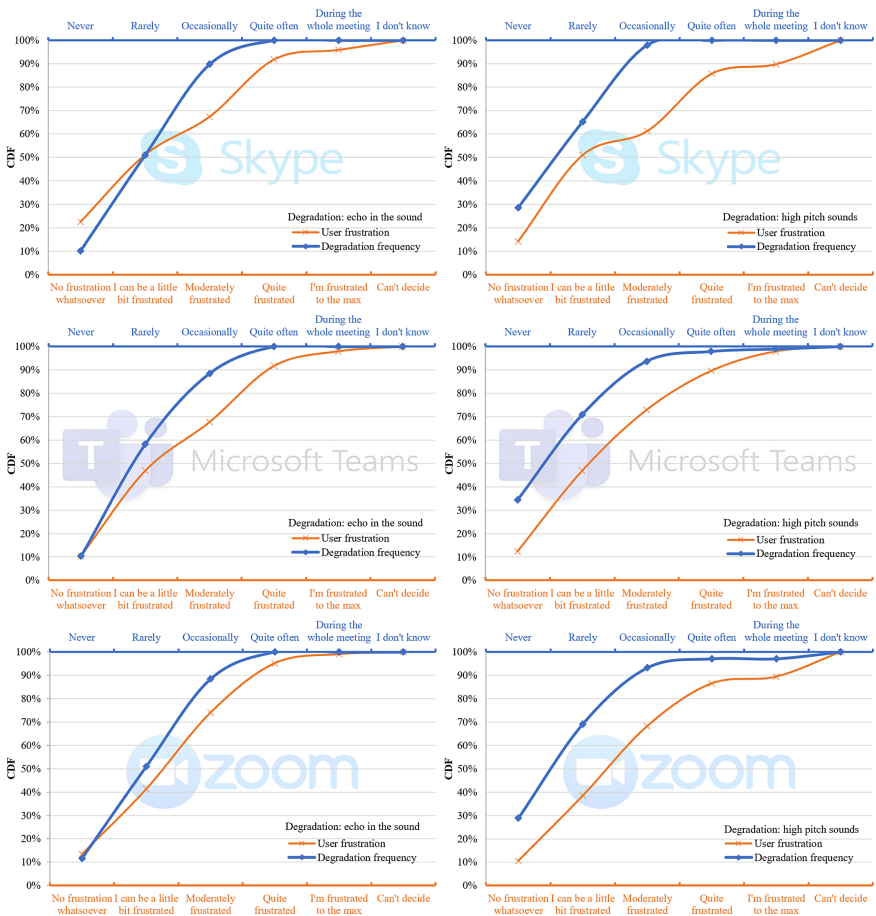 During the
Never Rarely Occasionally Quite often whole meeting I don't know
100%
90%
80%
70%
60%
50%
40%
30%
20%
10%
0%
CDF
Skype
Degradation: echo in the sound
User frustration
Degradation frequency
No frustration I can be a little Moderately Quite I'm frustrated Can't decide
whatsoever bit frustrated frustrated frustrated to the max
During the
Never Rarely Occasionally Quite often whole meeting I don't know
100%
90%
80%
70%
60%
50%
40%
30%
20%
10%
0%
CDF
Skype
Degradation: high pitch sounds
User frustration
Degradation frequency
No frustration I can be a little Moderately Quite I'm frustrated Can't decide
whatsoever bit frustrated frustrated frustrated to the max
During the
Never Rarely Occasionally Quite often whole meeting I don't know
100%
90%
80%
70%
60%
50%
40%
30%
20%
10%
0%
CDF
Microsoft Teams
Degradation: echo in the sound
User frustration
Degradation frequency
No frustration I can be a little Moderately Quite I'm frustrated Can't decide
whatsoever bit frustrated frustrated frustrated to the max
During the
Never Rarely Occasionally Quite often whole meeting I don't know
100%
90%
80%
70%
60%
50%
40%
30%
20%
10%
0%
CDF
Microsoft Teams
Degradation: high pitch sounds
User frustration
Degradation frequency
No frustration I can be a little Moderately Quite I'm frustrated Can't decide
whatsoever bit frustrated frustrated frustrated to the max
During the
Never Rarely Occasionally Quite often whole meeting I don't know
100%
90%
80%
70%
60%
50%
40%
30%
20%
10%
0%
CDF
zoom
Degradation: echo in the sound
User frustration
Degradation frequency
No frustration I can be a little Moderately Quite I'm frustrated Can't decide
whatsoever bit frustrated frustrated frustrated to the max
During the
Never Rarely Occasionally Quite often whole meeting I don't know
100%
90%
80%
70%
60%
50%
40%
30%
20%
10%
0%
CDF
zoom
Degradation: high pitch sounds
User frustration
Degradation frequency
No frustration I can be a little Moderately Quite I'm frustrated Can't decide
whatsoever bit frustrated frustrated frustrated to the max